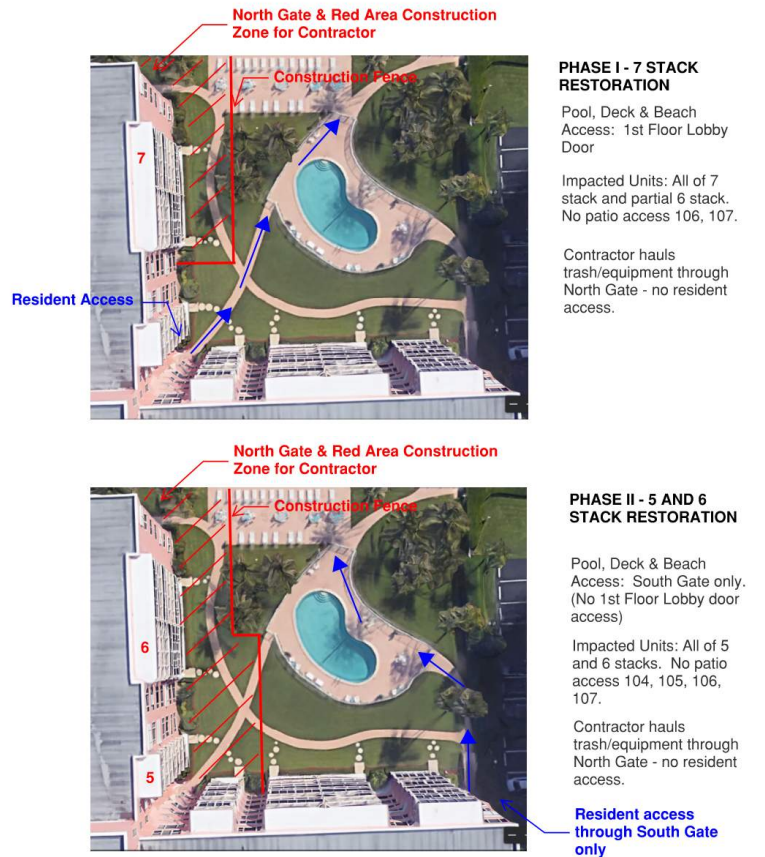 North Gate & Red Area Construction
Zone for Contractor
Construction Fence
7
Resident Access
PHASE I - 7 STACK
RESTORATION
Pool, Deck & Beach
Access: 1st Floor Lobby
Door
Impacted Units: All of 7
stack and partial 6 stack.
No patio access 106, 107.
Contractor hauls
trash/equipment through
North Gate - no resident
access.
North Gate & Red Area Construction
Zone for Contractor
Construction Fence
6
5
PHASE II - 5 AND 6
STACK RESTORATION
Pool, Deck & Beach
Access: South Gate only.
(No 1st Floor Lobby door
access)
Impacted Units: All of 5
and 6 stacks. No patio
access 104, 105, 106,
107.
Contractor hauls
trash/equipment through
North Gate - no resident
access.
Resident access
through South Gate
only